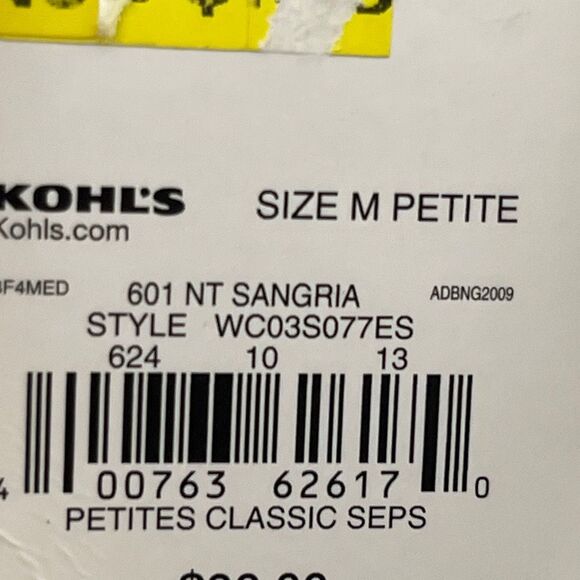 KOHL'S SIZE M PETITE
Kohls.com
601 NT SANGRIA ADBNG2009
STYLE WC03S077ES
624 10 13
4 00763 62617 0
PETITES CLASSIC SEPS